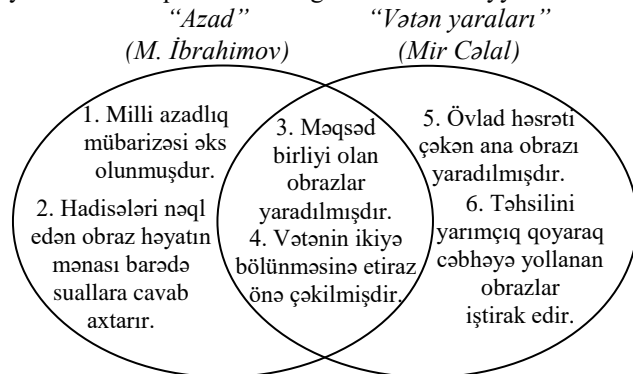 “Azad”
(M. İbrahimov)
“Vətən yaraları”
(Mir Cəlal)
1. Milli azadlıq
mübarizəsi əks
olunmuşdur.
2. Hadisələri nəql
edən obraz həyatın
mənası barədə
suallara cavab
axtarır.
3. Məqsəd
birliyi olan
obrazlar
yaradılmışdır.
4. Vətənin ikiyə
bölünməsinə etiraz
önə çəkilmişdir.
5. Övlad həsrəti
çəkən ana obrazı
yaradılmışdır.
6. Təhsilini
yarımçıq qoyaraq
cəbhəyə yollanan
obrazlar
iştirak edir.